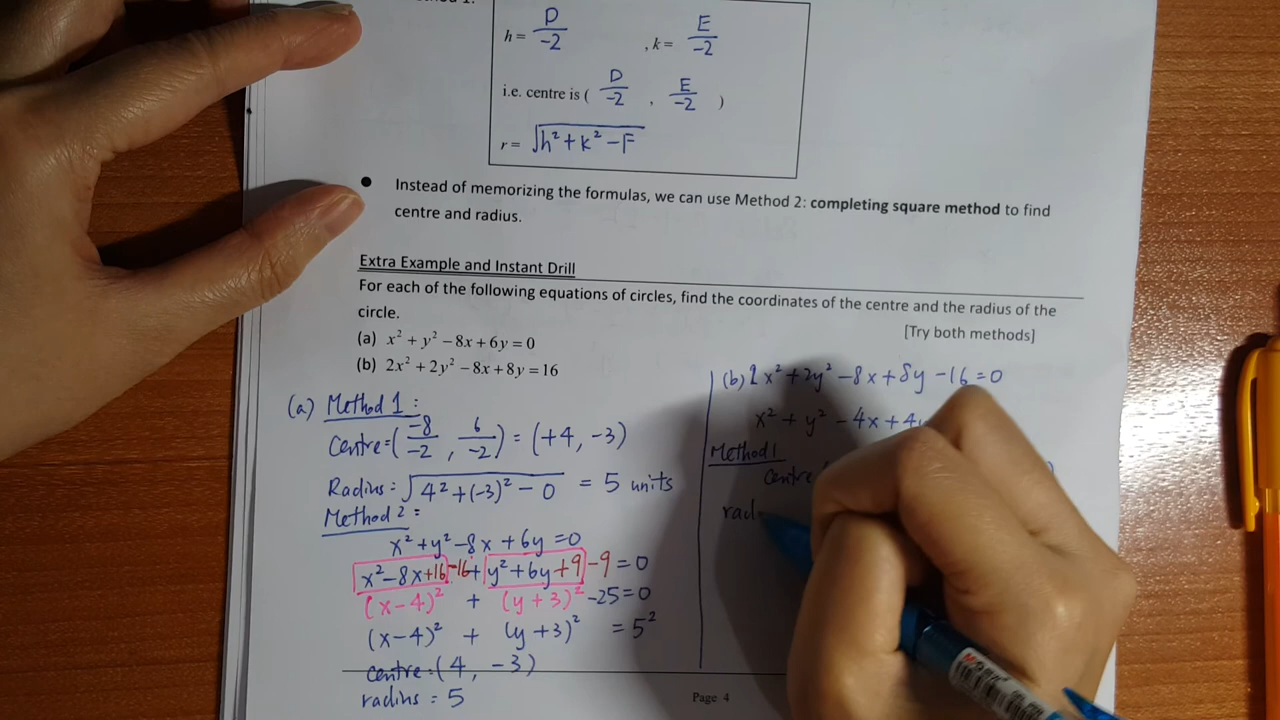 h = D/-2 , k = E/-2
i.e. centre is ( D/-2 , E/-2 )
r = √h² + k² − F
● Instead of memorizing the formulas, we can use Method 2: completing square method to find
centre and radius.
Extra Example and Instant Drill
For each of the following equations of circles, find the coordinates of the centre and the radius of the
circle.
[Try both methods]
(a) x² + y² − 8x + 6y = 0
(b) 2x² + 2y² − 8x + 8y = 16
(a) Method 1 :
Centre = ( -8/-2 , 6/-2 ) = (+4, -3)
Radius : √4² + (-3)² − 0 = 5 units
Method 2 :
x² + y² − 8x + 6y = 0
x² − 8x + 16 − 16 + y² + 6y + 9 − 9 = 0
(x − 4)² + (y + 3)² − 25 = 0
(x − 4)² + (y + 3)² = 5²
centre : (4, -3)
radius = 5
(b) 2x² + 2y² − 8x + 8y − 16 = 0
x² + y² − 4x + 4
Method 1
centre
rad
Page 4